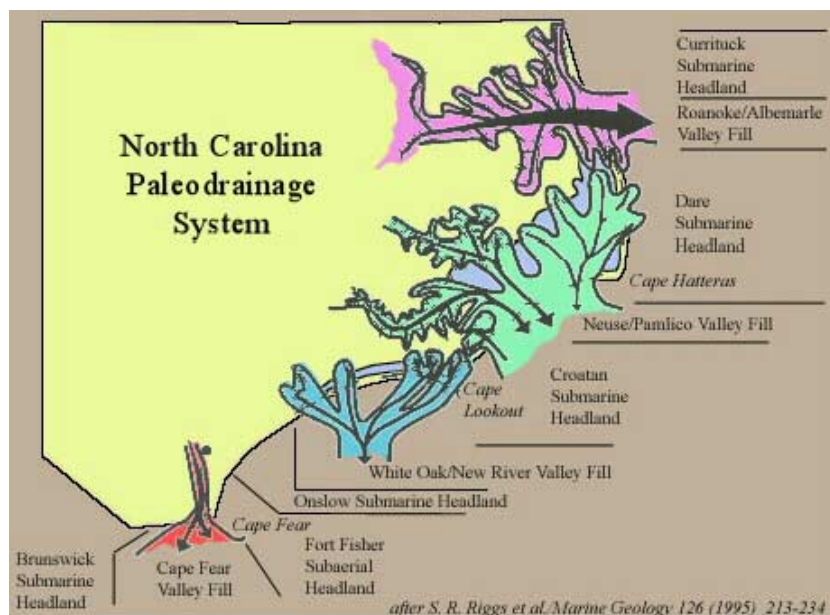 North Carolina
Paleodrainage
System
Currituck
Submarine
Headland
Roanoke/Albemarle
Valley Fill
Dare
Submarine
Headland
Cape Hatteras
Neuse/Pamlico Valley Fill
Croatan
Submarine
Headland
Cape
Lookout
White Oak/New River Valley Fill
Onslow Submarine Headland
Cape Fear
Fort Fisher
Subaerial
Headland
Cape Fear
Valley Fill
Brunswick
Submarine
Headland
after S. R. Riggs et al./Marine Geology 126 (1995) 213-234